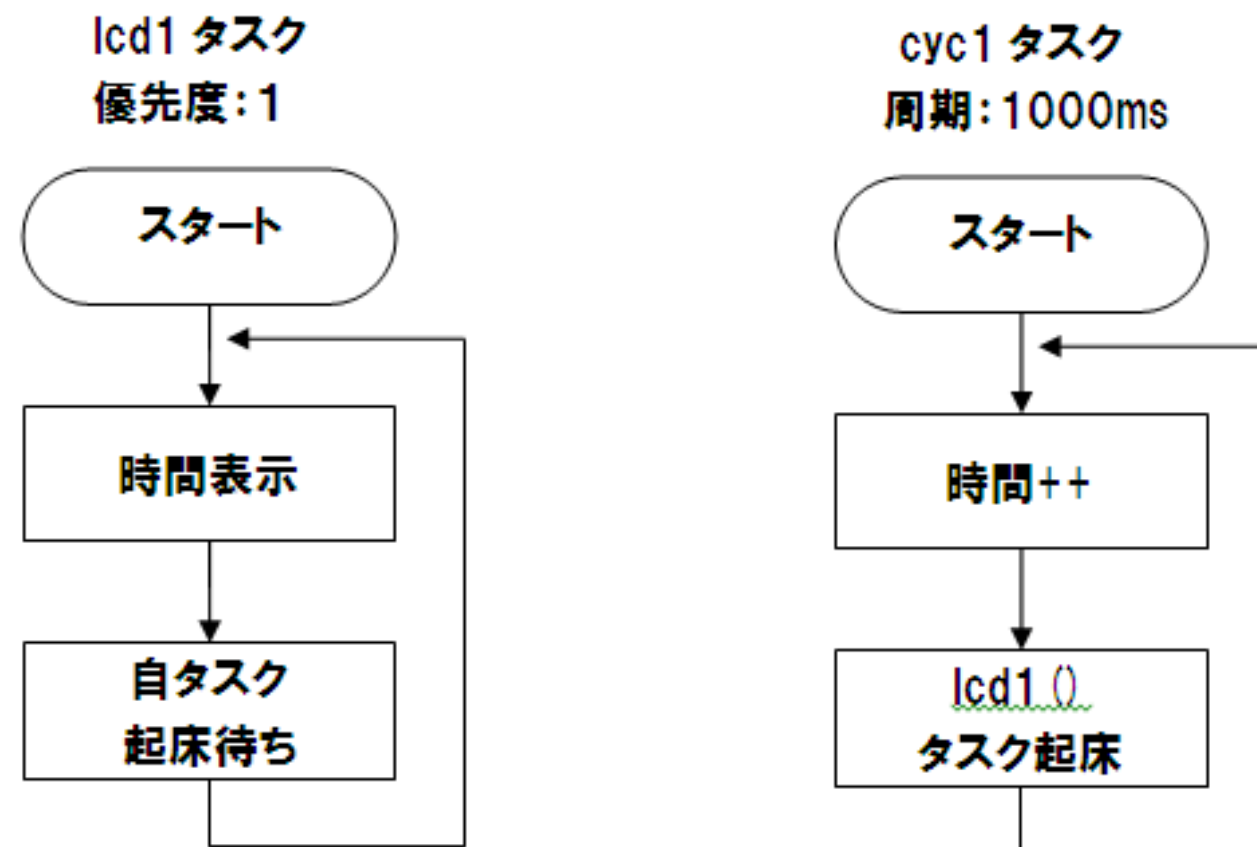 lcd1 タスク
優先度：1
スタート
時間表示
自タスク
起床待ち
cyc1 タスク
周期：1000ms
スタート
時間++
lcd1 ()
タスク起床